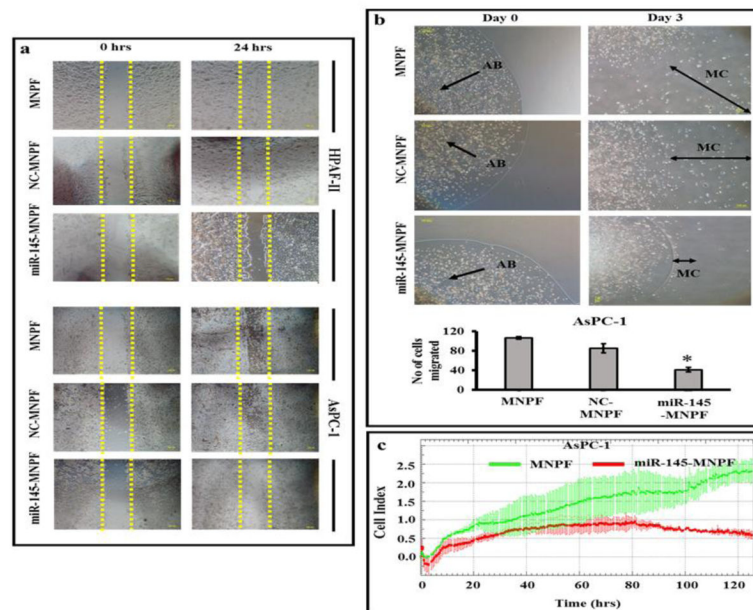 a
0 hrs 24 hrs
MNPF
NC-MNPF
miR-145-MNPF
HPAF-II
MNPF
NC-MNPF
miR-145-MNPF
AsPC-1
b
Day 0 Day 3
MNPF
AB
MC
NC-MNPF
AB
MC
miR-145-MNPF
AB
MC
AsPC-1
No of cells
migrated
120
80
40
0
*
MNPF NC-
MNPF miR-145
-MNPF
c
AsPC-1
MNPF miR-145-MNPF
Cell Index
2.5
2.0
1.5
1.0
0.5
0.0
0 20 40 60 80 100 120
Time (hrs)